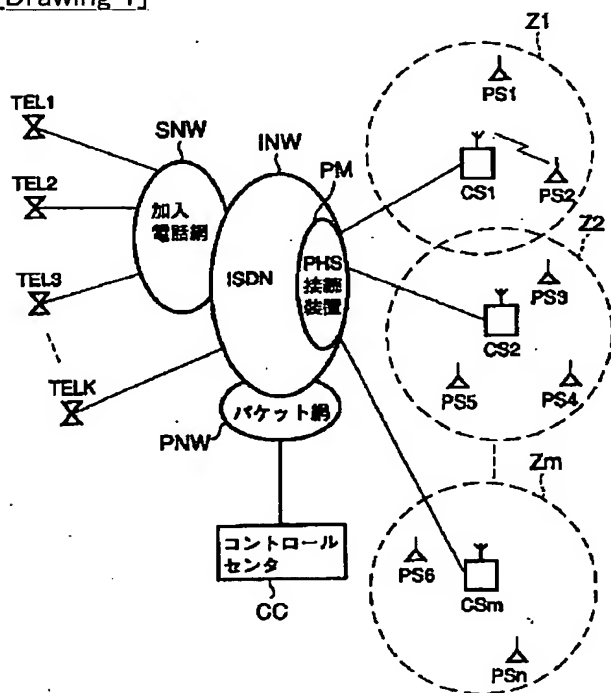 [Drawing 1]
Z1
PS1
TEL1
SNW
INW
PM
TEL2
CS1
PS2
加入
電話網
ISDN
PHS
接続
装置
Z2
TEL3
PS3
CS2
TELK
PS5
PS4
パケット網
PNW
Zm
コントロール
センタ
PS6
CSm
CC
PSn